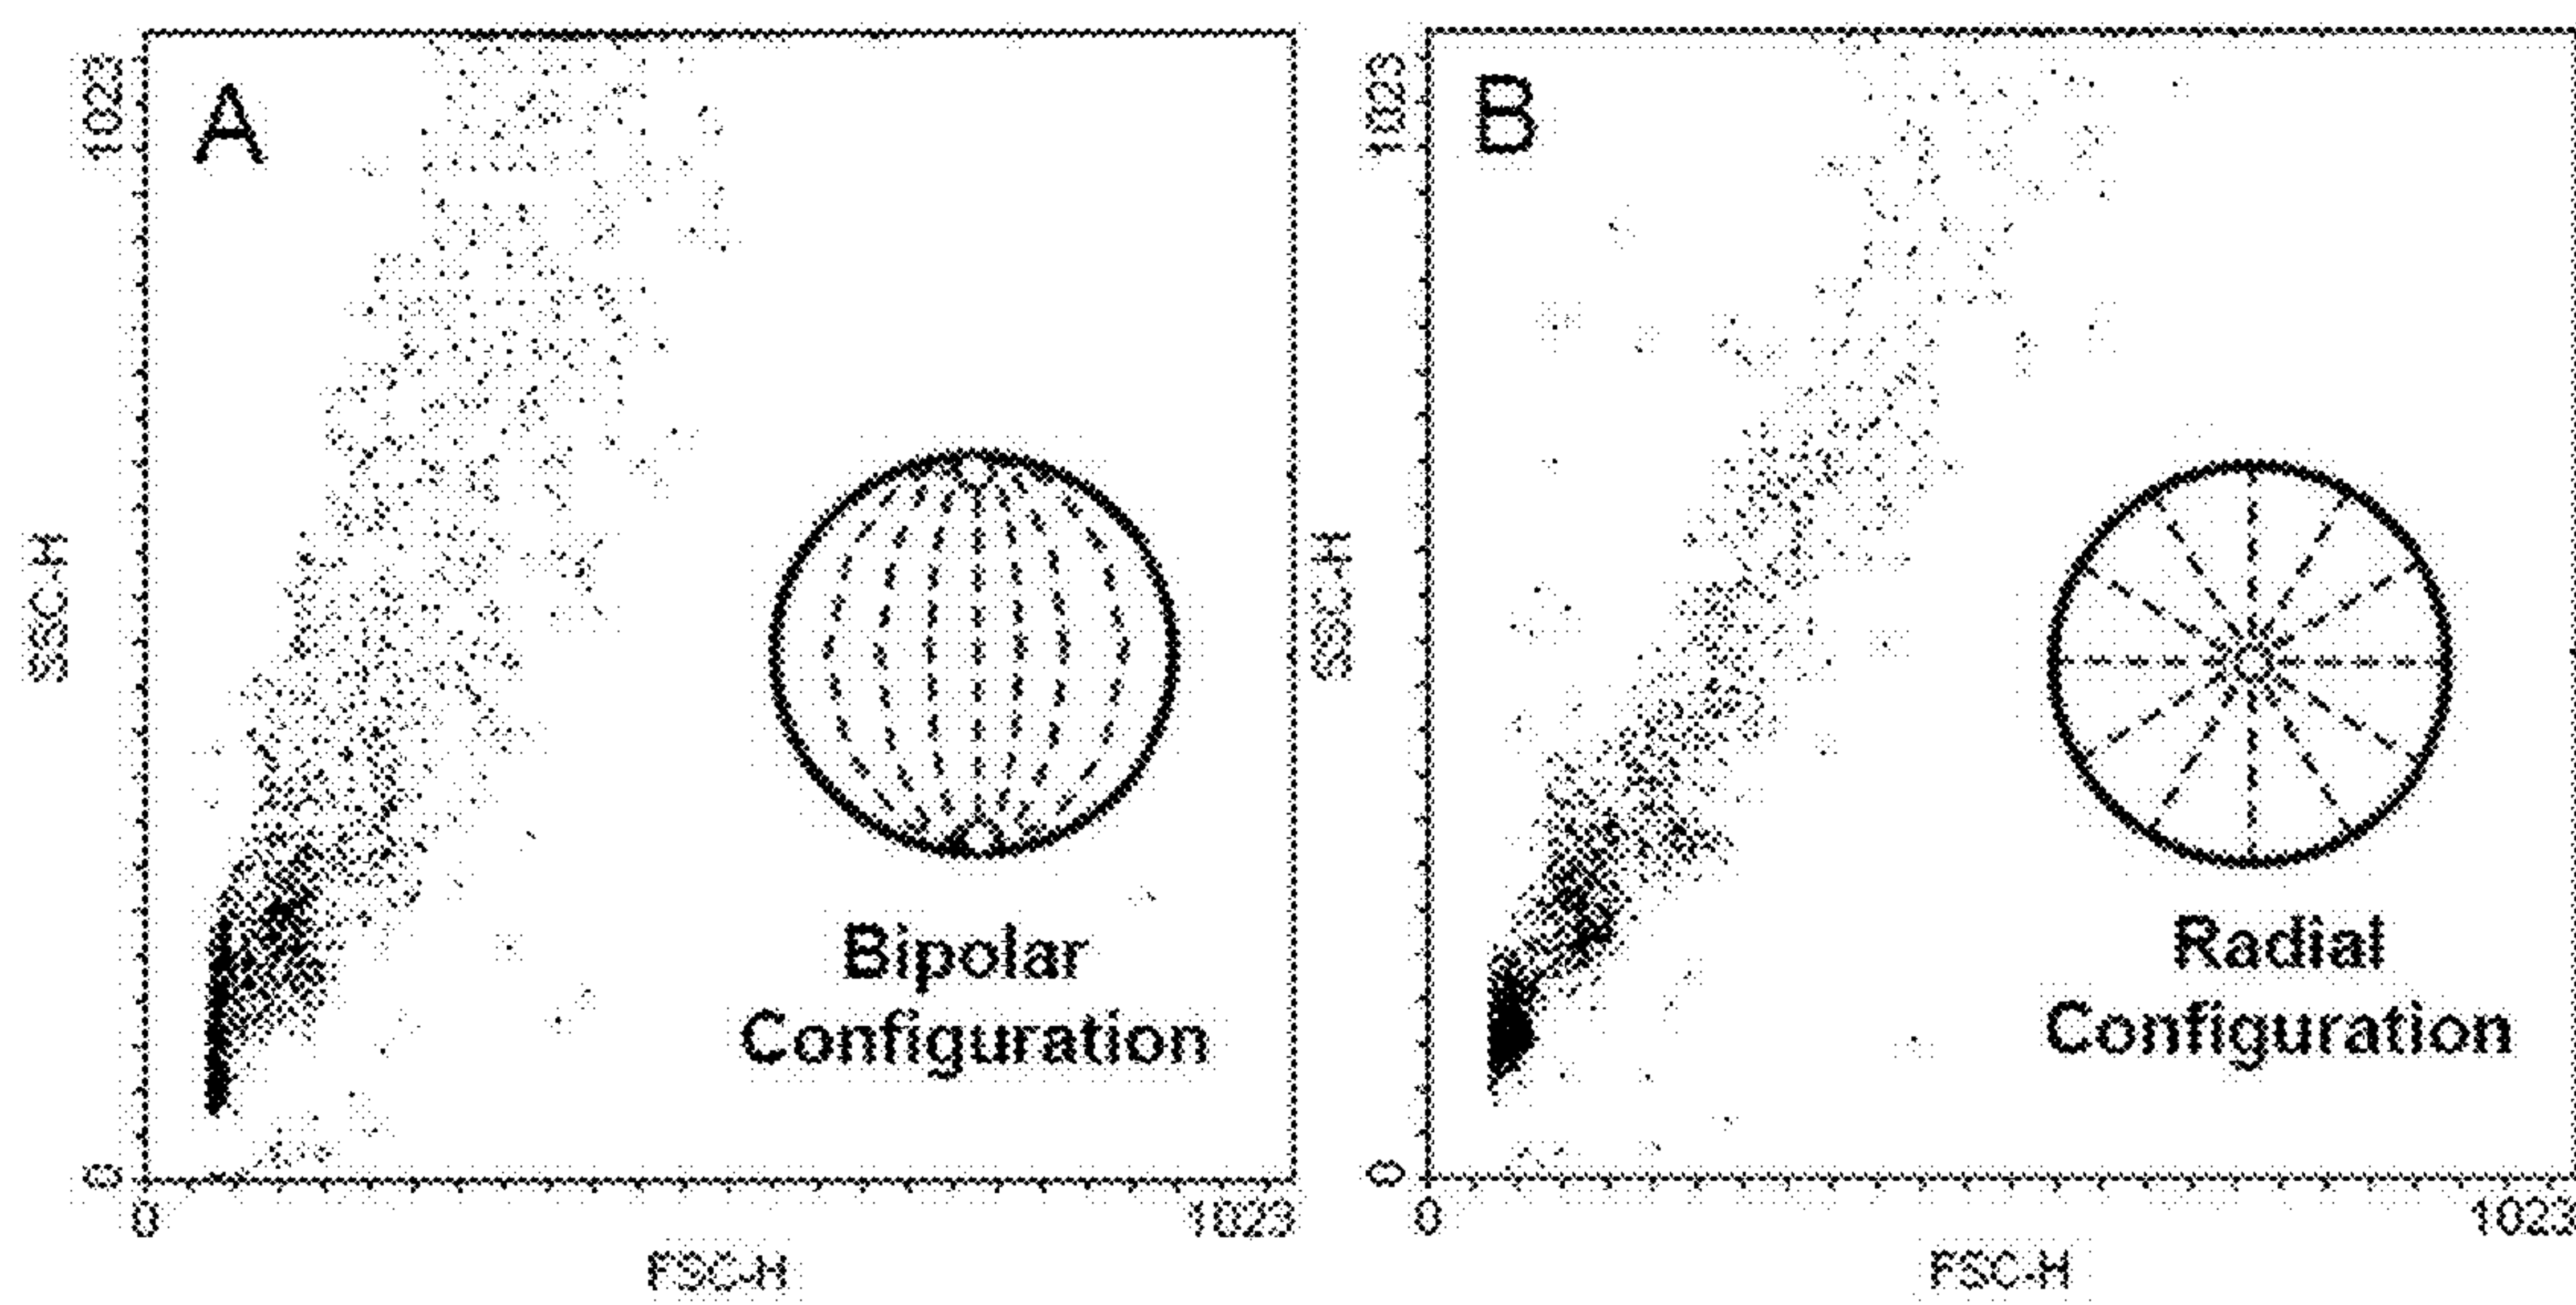 A
1023
SSC-H
0
0
1023
FSC-H
Bipolar
Configuration
B
1023
SSC-H
0
0
1023
FSC-H
Radial
Configuration